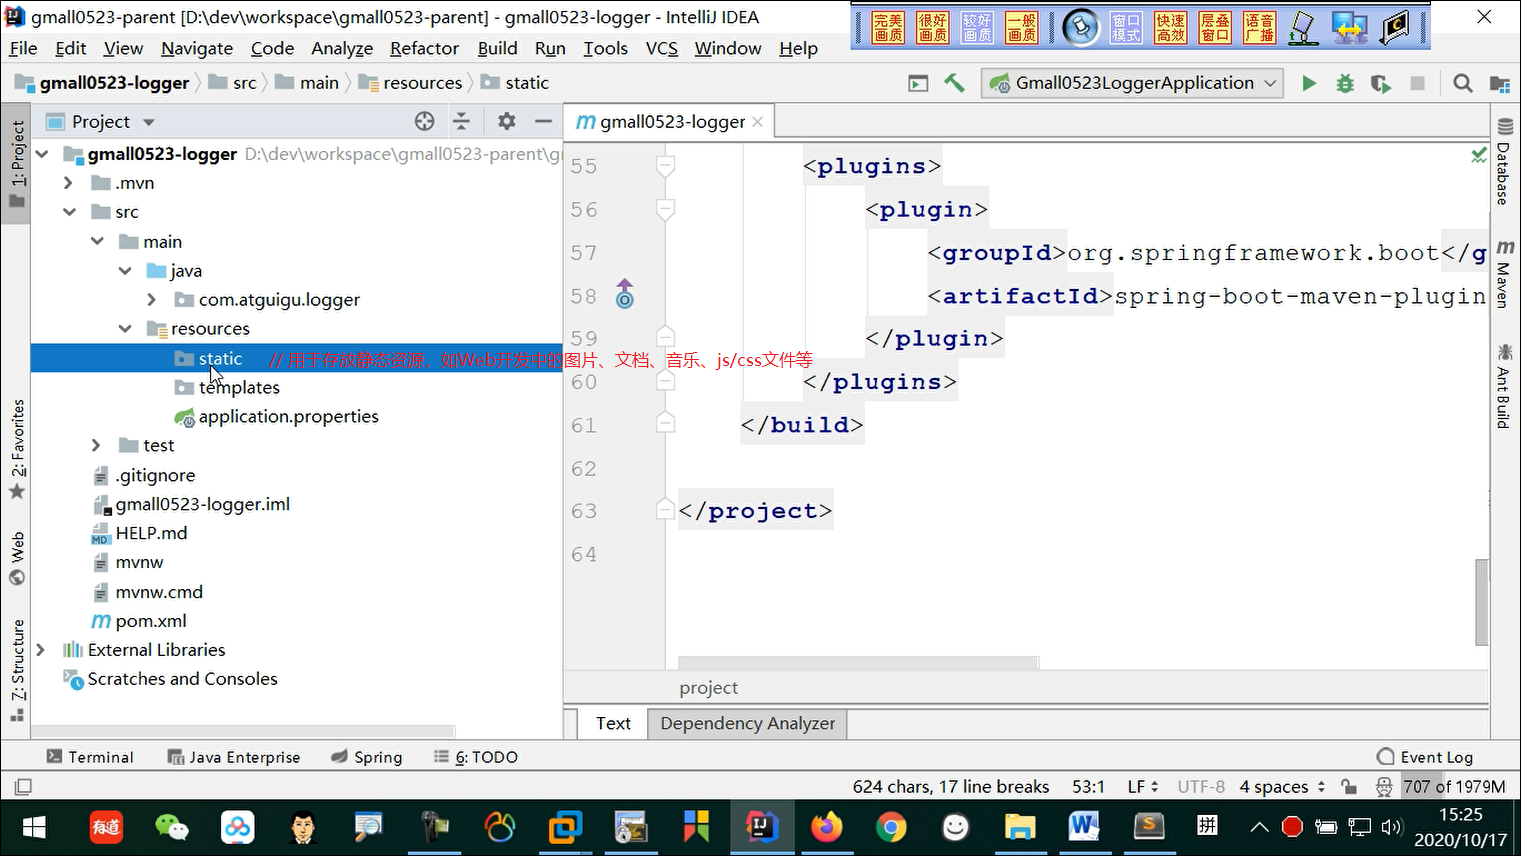 gmall0523-parent [D:\dev\workspace\gmall0523-parent] - gmall0523-logger - IntelliJ IDEA
完美画质 很好画质 较好画质 一般画质 窗口模式 快速高效 层叠窗口 语音广播
File Edit View Navigate Code Analyze Refactor Build Run Tools VCS Window Help
gmall0523-logger src main resources static
Gmall0523LoggerApplication
1: Project
2: Favorites
Web
Z: Structure
Project
gmall0523-logger D:\dev\workspace\gmall0523-parent\g
.mvn
src
main
java
com.atguigu.logger
resources
static // 用于存放静态资源，如Web开发中的图片、文档、音乐、js/css文件等
templates
application.properties
test
.gitignore
gmall0523-logger.iml
HELP.md
mvnw
mvnw.cmd
pom.xml
External Libraries
Scratches and Consoles
gmall0523-logger
55 <plugins>
56 <plugin>
57 <groupId>org.springframework.boot</g
58 <artifactId>spring-boot-maven-plugin
59 </plugin>
60 </plugins>
61 </build>
62
63 </project>
64
project
Text Dependency Analyzer
Database
Maven
Ant Build
Terminal Java Enterprise Spring 6: TODO Event Log
624 chars, 17 line breaks 53:1 LF UTF-8 4 spaces 707 of 1979M
有道
拼
15:25
2020/10/17